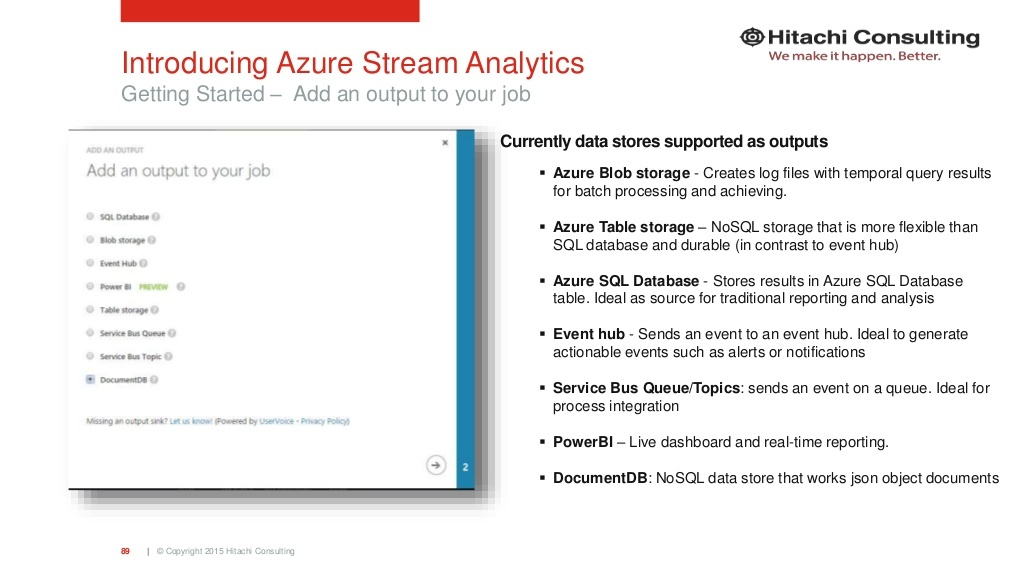 Hitachi Consulting
We make it happen. Better.
Introducing Azure Stream Analytics
Getting Started – Add an output to your job
ADD AN OUTPUT
Add an output to your job
SQL Database
Blob storage
Event Hub
Power BI PREVIEW
Table storage
Service Bus Queue
Service Bus Topic
DocumentDB
Missing an output sink? Let us know! (Powered by UserVoice - Privacy Policy)
2
Currently data stores supported as outputs
▪ Azure Blob storage - Creates log files with temporal query results
for batch processing and achieving.
▪ Azure Table storage – NoSQL storage that is more flexible than
SQL database and durable (in contrast to event hub)
▪ Azure SQL Database - Stores results in Azure SQL Database
table. Ideal as source for traditional reporting and analysis
▪ Event hub - Sends an event to an event hub. Ideal to generate
actionable events such as alerts or notifications
▪ Service Bus Queue/Topics: sends an event on a queue. Ideal for
process integration
▪ PowerBI – Live dashboard and real-time reporting.
▪ DocumentDB: NoSQL data store that works json object documents
89 | © Copyright 2015 Hitachi Consulting